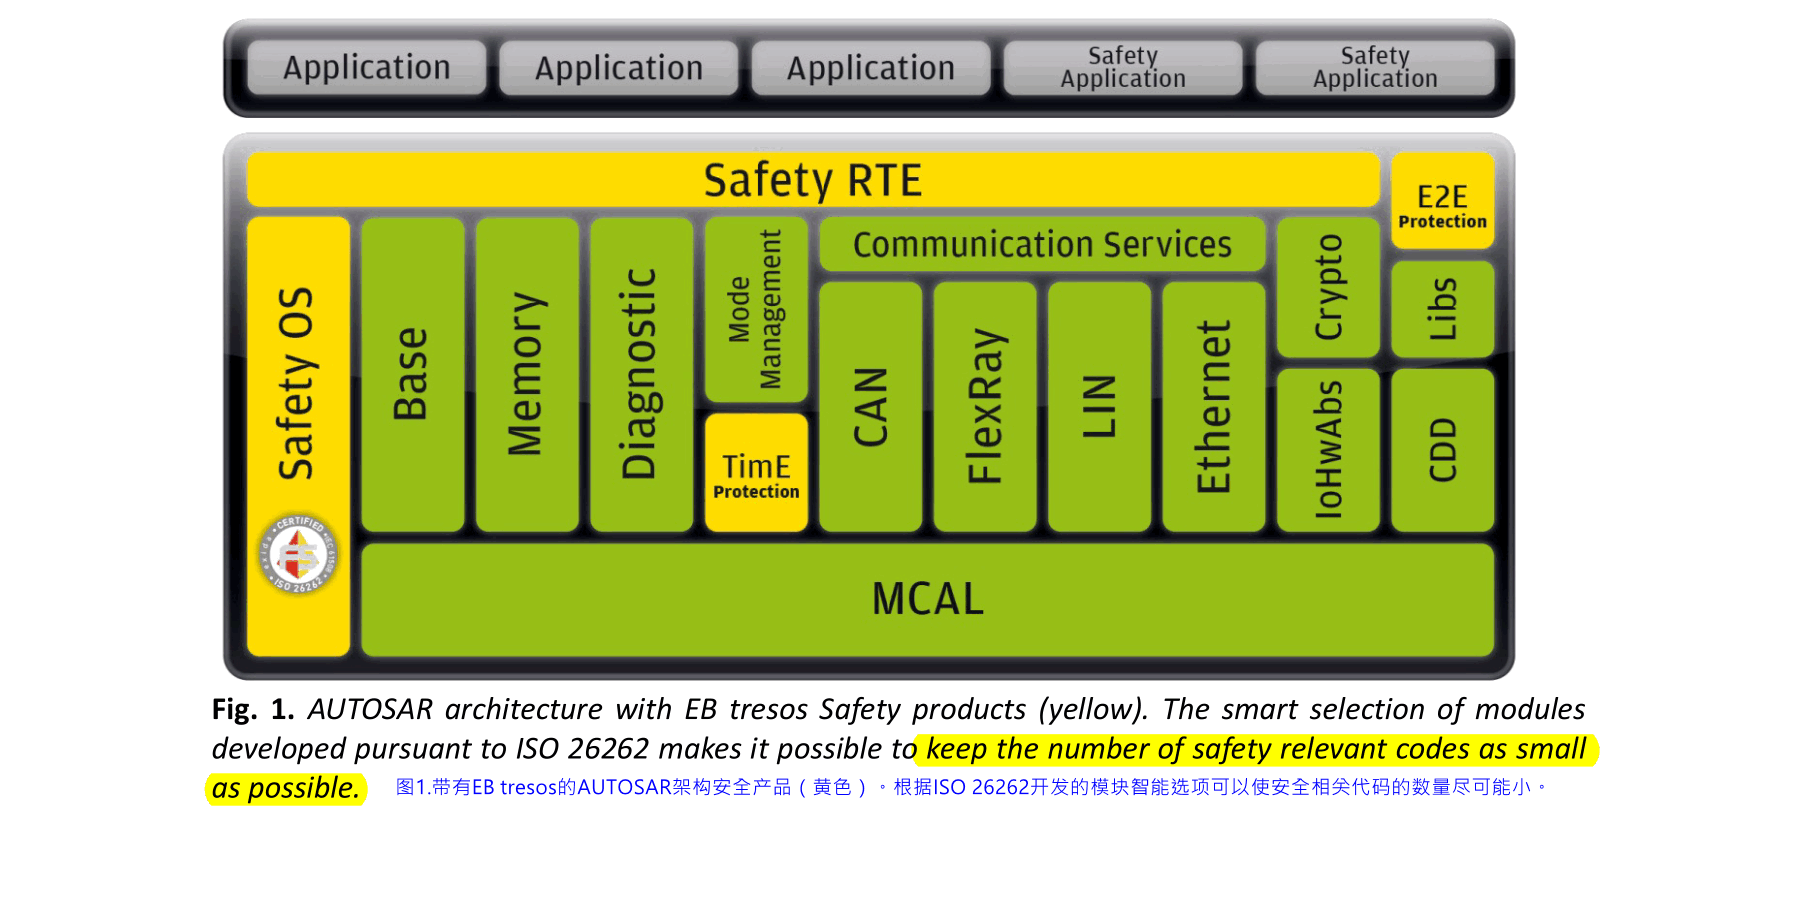 Application
Application
Application
Safety
Application
Safety
Application
Safety RTE
E2E
Protection
Safety OS
Base
Memory
Diagnostic
Mode
Management
TimE
Protection
Communication Services
CAN
FlexRay
LIN
Ethernet
Crypto
IoHwAbs
Libs
CDD
MCAL
exida • CERTIFIED • IEC 61508 • ISO 26262 •
Fig. 1. AUTOSAR architecture with EB tresos Safety products (yellow). The smart selection of modules
developed pursuant to ISO 26262 makes it possible to keep the number of safety relevant codes as small
as possible.
图1.带有EB tresos的AUTOSAR架构安全产品（黄色）。根据ISO 26262开发的模块智能选项可以使安全相关代码的数量尽可能小。